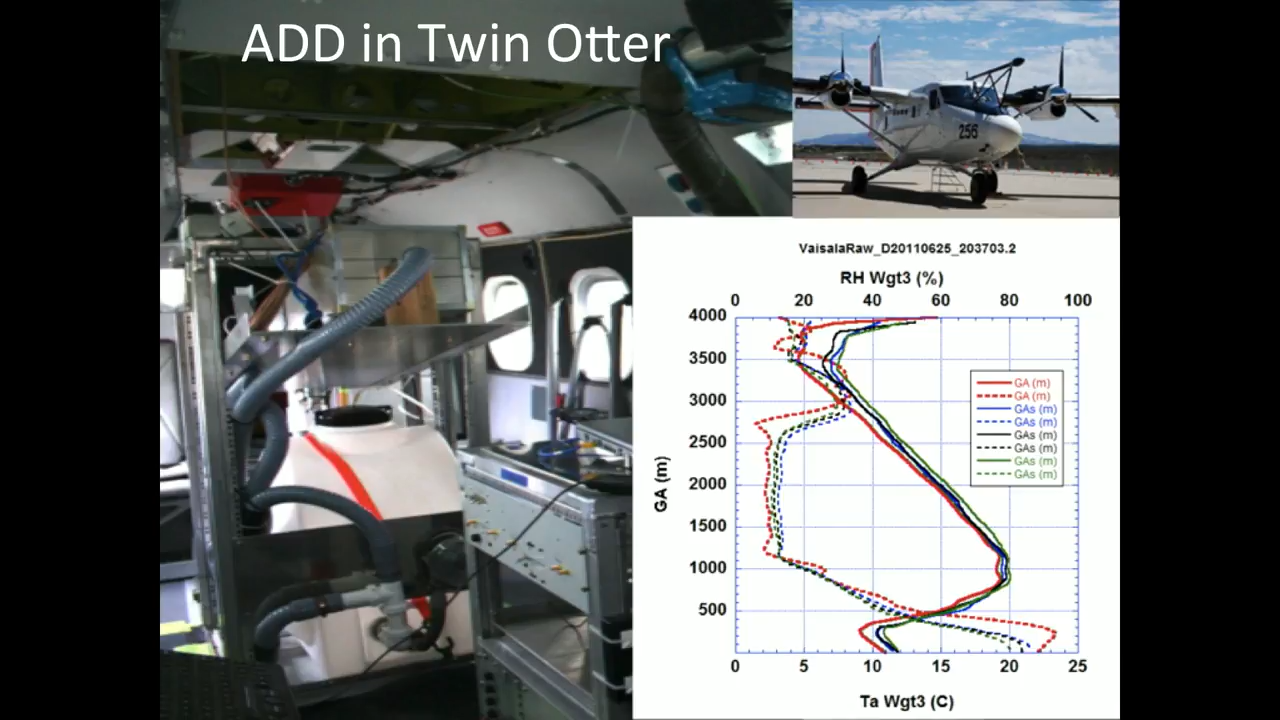 ADD in Twin Otter
256
VaisalaRaw_D20110625_203703.2
RH Wgt3 (%)
0 20 40 60 80 100
4000
3500
3000
2500
2000
1500
1000
500
GA (m)
GA (m)
GA (m)
GAs (m)
GAs (m)
GAs (m)
GAs (m)
GAs (m)
GAs (m)
0 5 10 15 20 25
Ta Wgt3 (C)